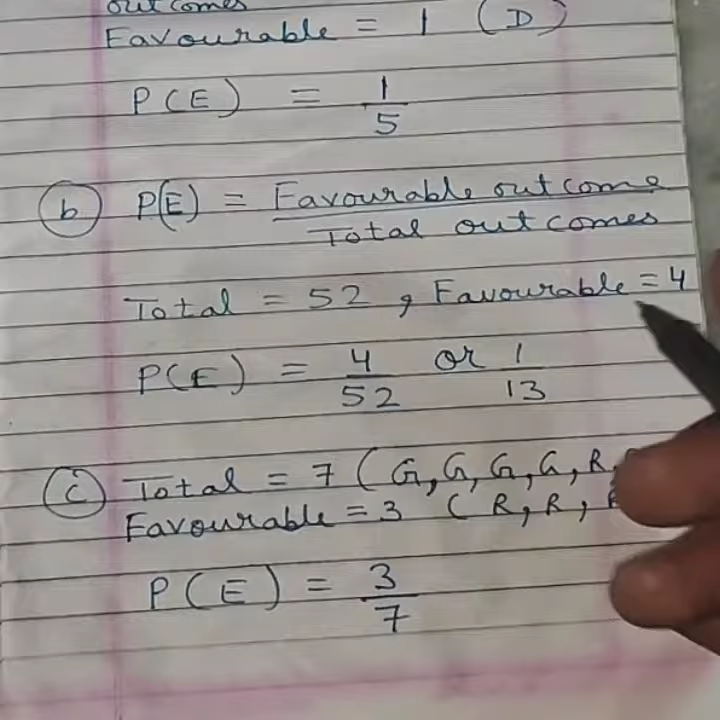 outcomes
Favourable = 1 (D)
P(E) = 1/5
(b) P(E) = Favourable outcome / Total outcomes
Total = 52, Favourable = 4
P(E) = 4/52 or 1/13
(c) Total = 7 (G, G, G, G, R,
Favourable = 3 (R, R, R
P(E) = 3/7